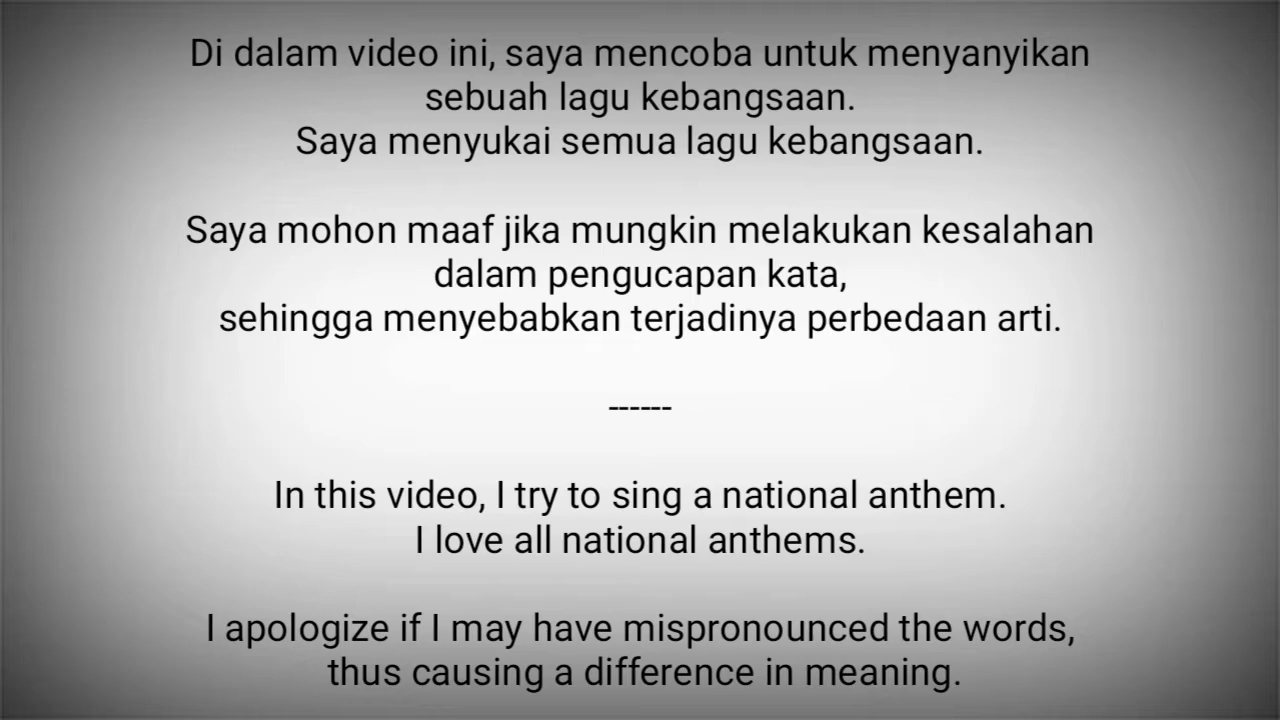 Di dalam video ini, saya mencoba untuk menyanyikan
sebuah lagu kebangsaan.
Saya menyukai semua lagu kebangsaan.
Saya mohon maaf jika mungkin melakukan kesalahan
dalam pengucapan kata,
sehingga menyebabkan terjadinya perbedaan arti.
------
In this video, I try to sing a national anthem.
I love all national anthems.
I apologize if I may have mispronounced the words,
thus causing a difference in meaning.